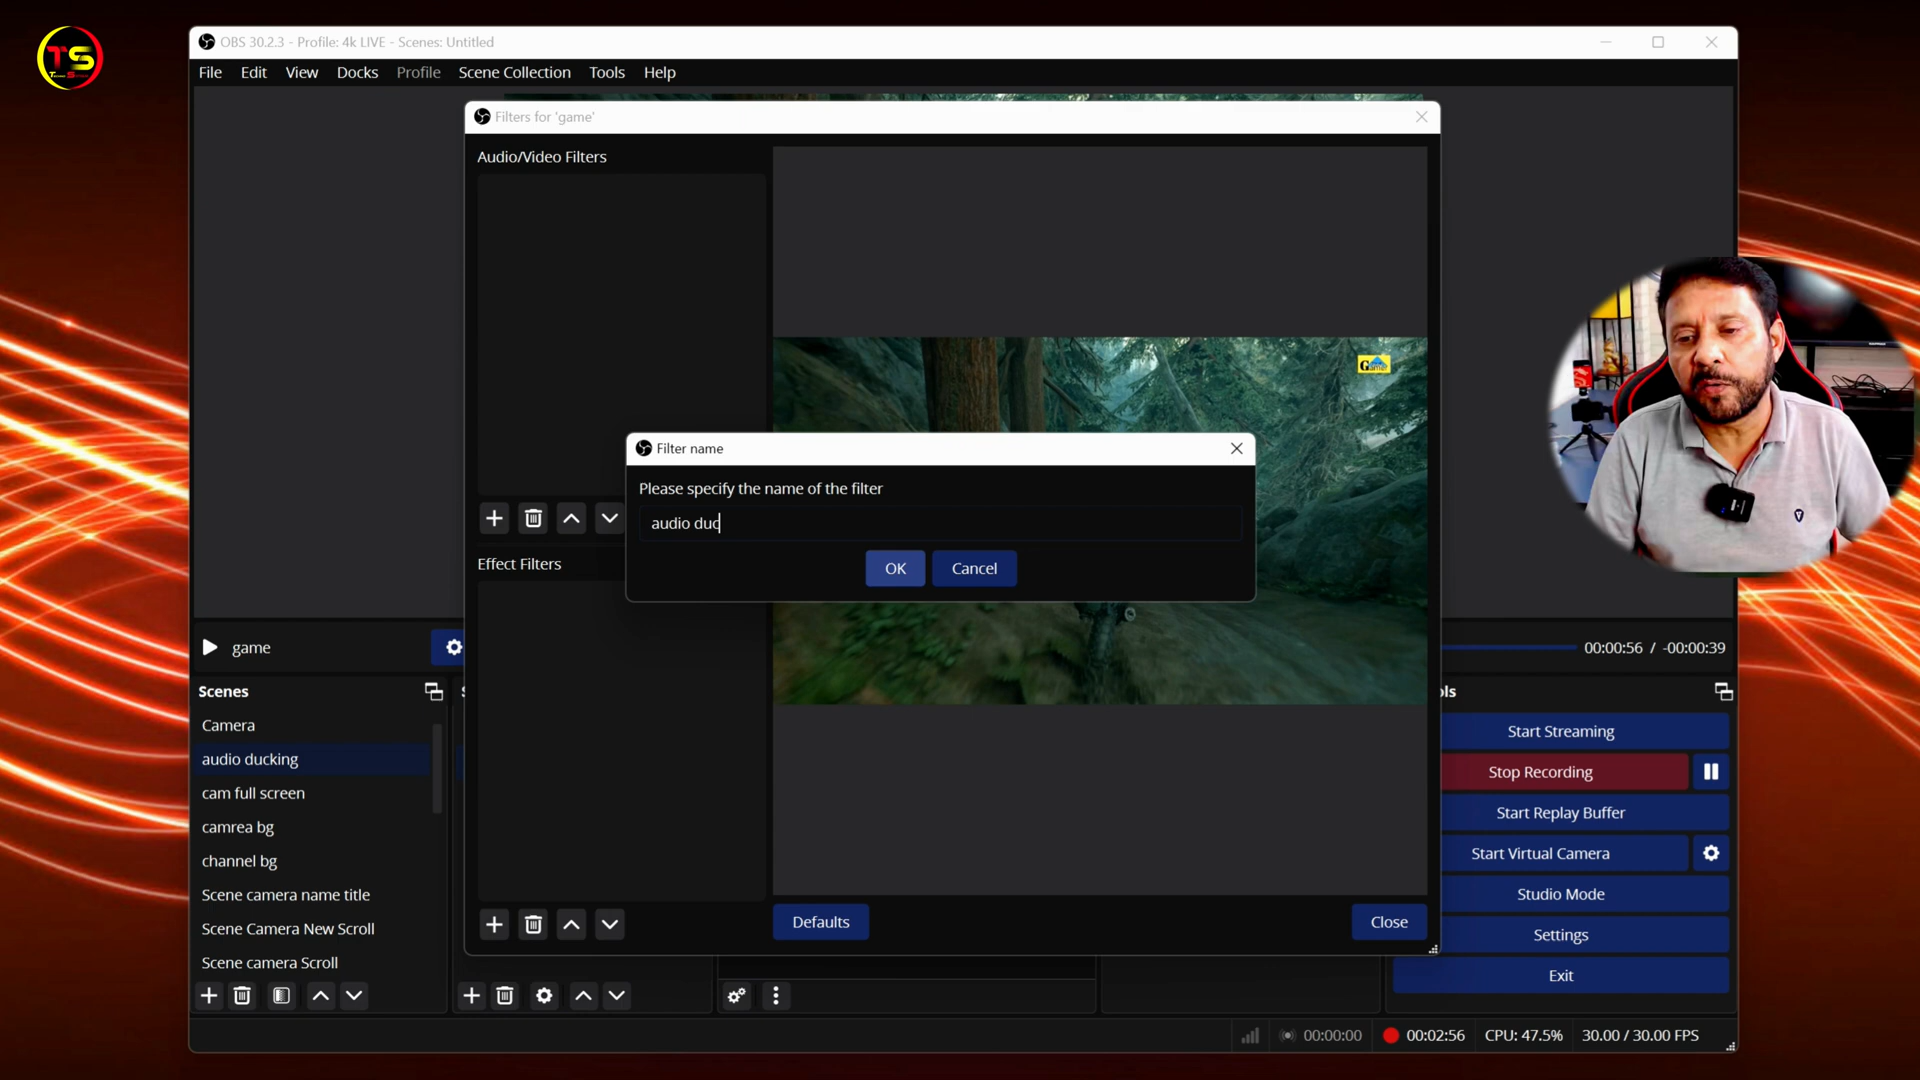 TS
OBS 30.2.3 - Profile: 4k LIVE - Scenes: Untitled
File Edit View Docks Profile Scene Collection Tools Help
Filters for 'game'
Audio/Video Filters
Filter name
Please specify the name of the filter
audio duc
OK Cancel
Effect Filters
game
00:00:56 / -00:00:39
Scenes
Camera
audio ducking
cam full screen
camrea bg
channel bg
Scene camera name title
Scene Camera New Scroll
Scene camera Scroll
Defaults
Close
ols
Start Streaming
Stop Recording
Start Replay Buffer
Start Virtual Camera
Studio Mode
Settings
Exit
00:00:00
00:02:56
CPU: 47.5%
30.00 / 30.00 FPS